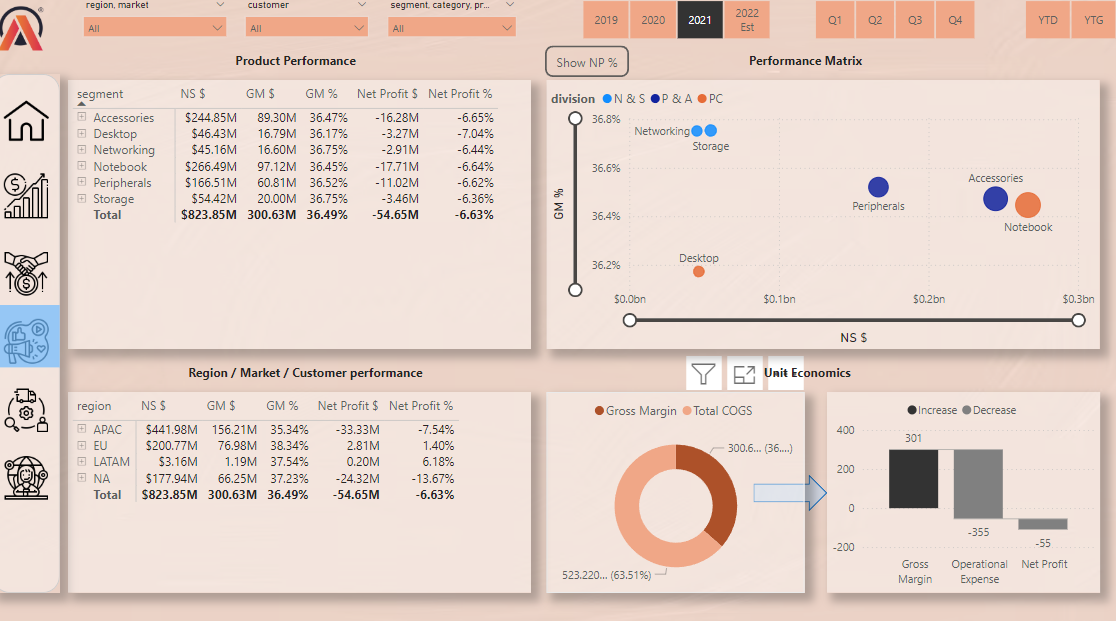 region, market
customer
segment, category, pr...
All
All
All
2019
2020
2021
2022
Est
Q1
Q2
Q3
Q4
YTD
YTG
Product Performance
segment NS $ GM $ GM % Net Profit $ Net Profit %
Accessories $244.85M 89.30M 36.47% -16.28M -6.65%
Desktop $46.43M 16.79M 36.17% -3.27M -7.04%
Networking $45.16M 16.60M 36.75% -2.91M -6.44%
Notebook $266.49M 97.12M 36.45% -17.71M -6.64%
Peripherals $166.51M 60.81M 36.52% -11.02M -6.62%
Storage $54.42M 20.00M 36.75% -3.46M -6.36%
Total $823.85M 300.63M 36.49% -54.65M -6.63%
Show NP %
Performance Matrix
division N & S P & A PC
GM %
36.8%
36.6%
36.4%
36.2%
Networking
Storage
Peripherals
Accessories
Notebook
Desktop
$0.0bn
$0.1bn
$0.2bn
$0.3bn
NS $
Region / Market / Customer performance
region NS $ GM $ GM % Net Profit $ Net Profit %
APAC $441.98M 156.21M 35.34% -33.33M -7.54%
EU $200.77M 76.98M 38.34% 2.81M 1.40%
LATAM $3.16M 1.19M 37.54% 0.20M 6.18%
NA $177.94M 66.25M 37.23% -24.32M -13.67%
Total $823.85M 300.63M 36.49% -54.65M -6.63%
Unit Economics
Gross Margin Total COGS
300.6... (36....)
523.220... (63.51%)
Increase Decrease
400
200
0
-200
301
-355
-55
Gross
Margin
Operational
Expense
Net Profit